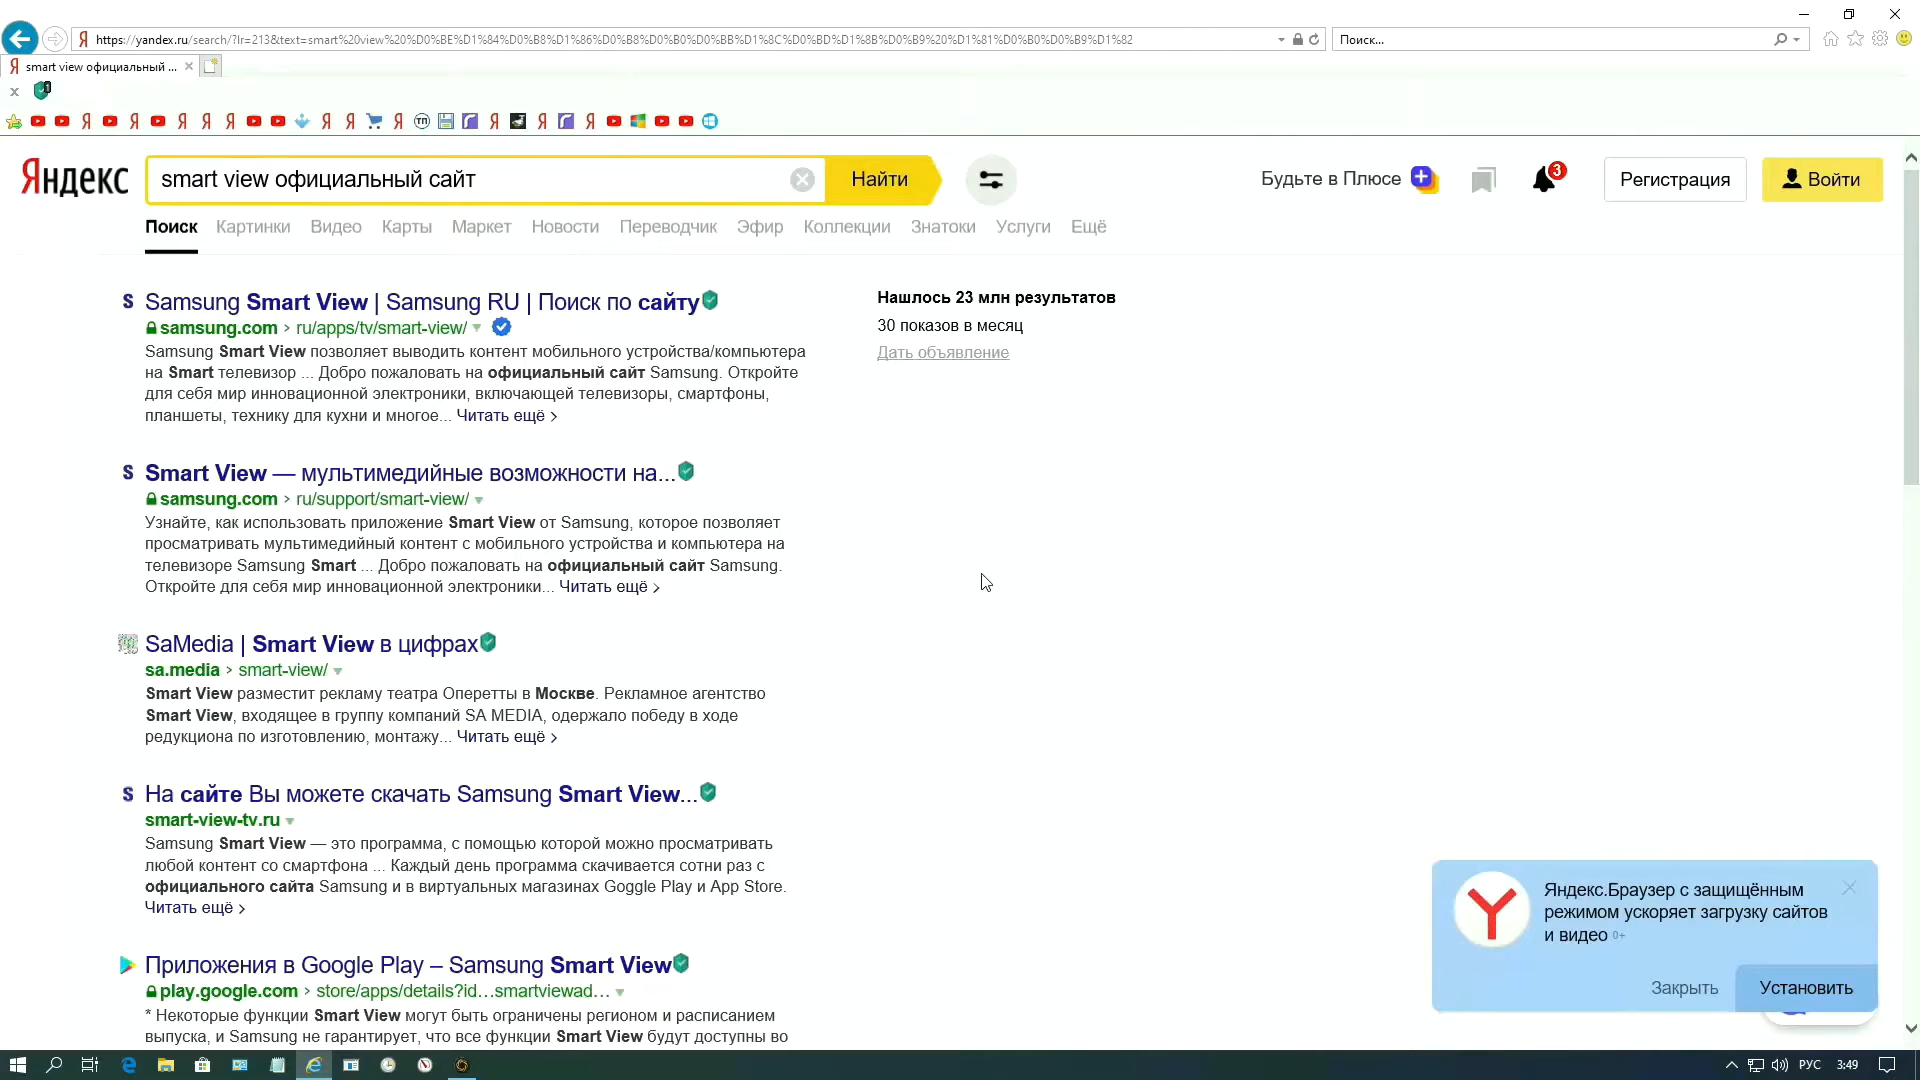 https://yandex.ru/search/?lr=213&text=smart%20view%20%D0%BE%D1%84%D0%B8%D1%86%D0%B8%D0%B0%D0%BB%D1%8C%D0%BD%D1%8B%D0%B9%20%D1%81%D0%B0%D0%B9%D1%82
Поиск...
smart view официальный ...
Яндекс
smart view официальный сайт
Найти
Будьте в Плюсе
3
Регистрация
Войти
Поиск Картинки Видео Карты Маркет Новости Переводчик Эфир Коллекции Знатоки Услуги Ещё
Samsung Smart View | Samsung RU | Поиск по сайту
samsung.com › ru/apps/tv/smart-view/
Samsung Smart View позволяет выводить контент мобильного устройства/компьютера
на Smart телевизор ... Добро пожаловать на официальный сайт Samsung. Откройте
для себя мир инновационной электроники, включающей телевизоры, смартфоны,
планшеты, технику для кухни и многое... Читать ещё >
Нашлось 23 млн результатов
30 показов в месяц
Дать объявление
Smart View — мультимедийные возможности на...
samsung.com › ru/support/smart-view/
Узнайте, как использовать приложение Smart View от Samsung, которое позволяет
просматривать мультимедийный контент с мобильного устройства и компьютера на
телевизоре Samsung Smart ... Добро пожаловать на официальный сайт Samsung.
Откройте для себя мир инновационной электроники... Читать ещё >
SaMedia | Smart View в цифрах
sa.media › smart-view/
Smart View разместит рекламу театра Оперетты в Москве. Рекламное агентство
Smart View, входящее в группу компаний SA MEDIA, одержало победу в ходе
редукциона по изготовлению, монтажу... Читать ещё >
На сайте Вы можете скачать Samsung Smart View...
smart-view-tv.ru
Samsung Smart View — это программа, с помощью которой можно просматривать
любой контент со смартфона ... Каждый день программа скачивается сотни раз с
официального сайта Samsung и в виртуальных магазинах Goggle Play и App Store.
Читать ещё >
Приложения в Google Play – Samsung Smart View
play.google.com › store/apps/details?id...smartviewad...
* Некоторые функции Smart View могут быть ограничены регионом и расписанием
выпуска, и Samsung не гарантирует, что все функции Smart View будут доступны во
Яндекс.Браузер с защищённым
режимом ускоряет загрузку сайтов
и видео 0+
Закрыть
Установить
РУС
3:49